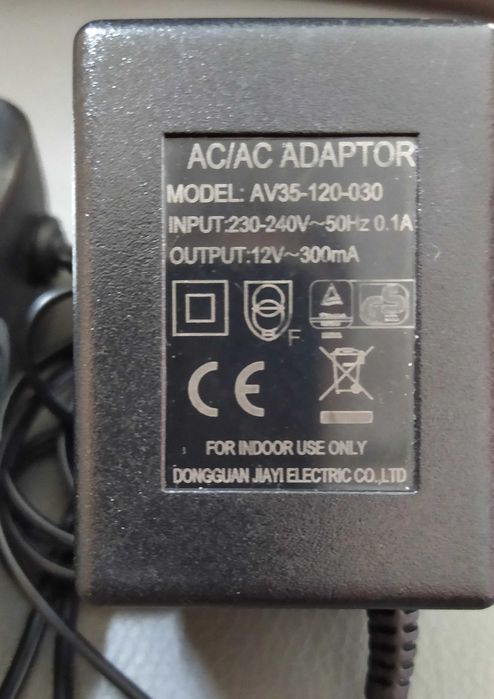 AC/AC ADAPTOR
MODEL: AV35-120-030
INPUT:230-240V~50Hz 0.1A
OUTPUT:12V~300mA
F
CE
FOR INDOOR USE ONLY
DONGGUAN JIAYI ELECTRIC CO.,LTD